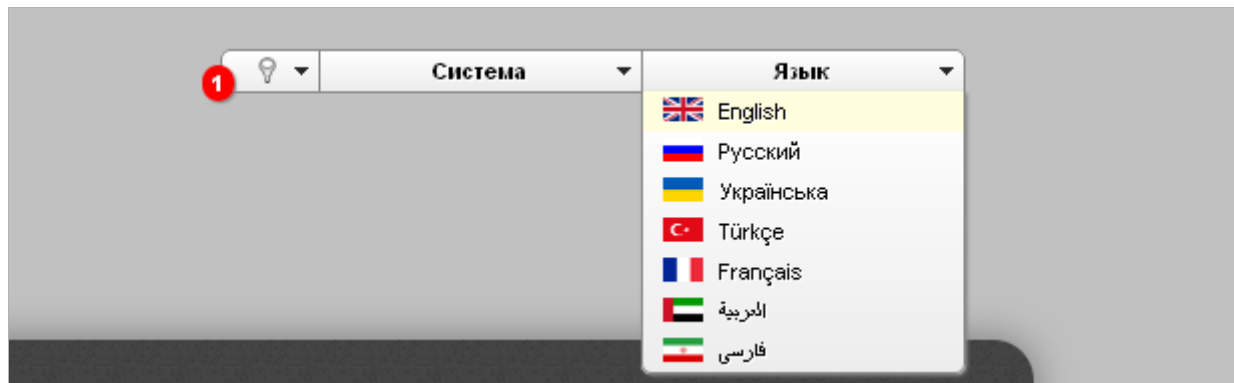 1
Система
Язык
English
Русский
Українська
Türkçe
Français
العربية
فارسی